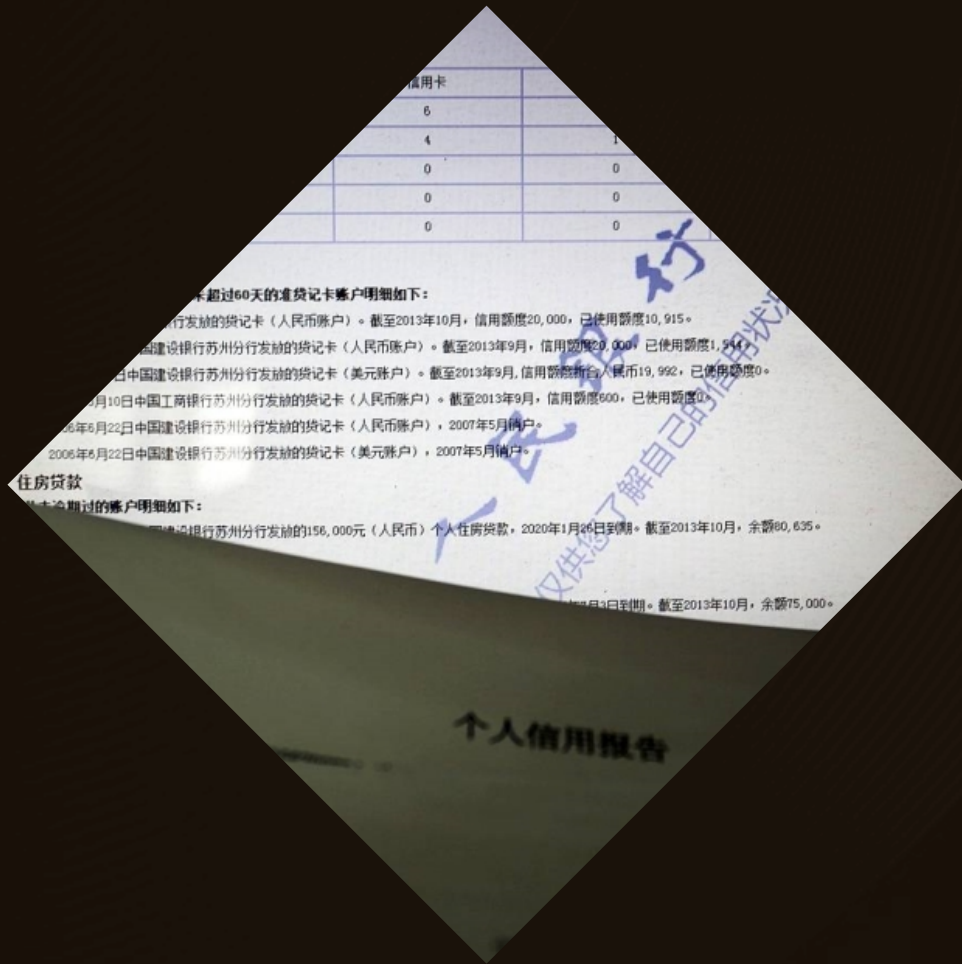 信用卡
6
4 1
0 0
0 0
0 0
超过60天的准贷记卡账户明细如下：
行发放的贷记卡（人民币账户）。截至2013年10月，信用额度20,000，已使用额度10,915。
国建设银行苏州分行发放的贷记卡（人民币账户）。截至2013年9月，信用额度20,000，已使用额度1,544。
日中国建设银行苏州分行发放的贷记卡（美元账户）。截至2013年9月,信用额度折合人民币19,992，已使用额度0。
月10日中国工商银行苏州分行发放的贷记卡（人民币账户）。截至2013年9月，信用额度600，已使用额度0。
6年6月22日中国建设银行苏州分行发放的贷记卡（人民币账户），2007年5月销户。
2006年6月22日中国建设银行苏州分行发放的贷记卡（美元账户），2007年5月销户。
住房贷款
逾期过的账户明细如下：
建设银行苏州分行发放的156,000元（人民币）个人住房贷款，2020年1月26日到期。截至2013年10月，余额80,635。
月3日到期。截至2013年10月，余额75,000。
人民银行
仅供您了解自己的信用状况
个人信用报告